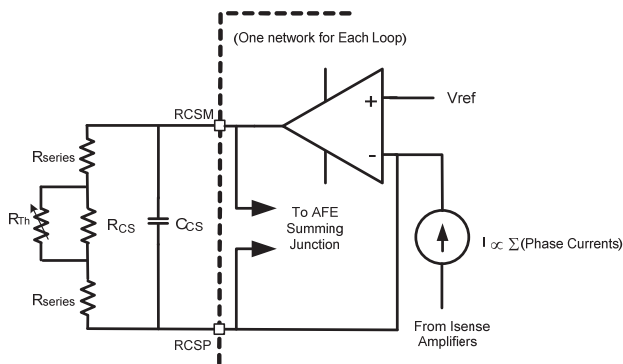 (One network for Each Loop)
RCSM
+
Vref
Rseries
-
RTh
RCS
CCS
To AFE
Summing
Junction
I ∝ Σ(Phase Currents)
Rseries
From Isense
Amplifiers
RCSP